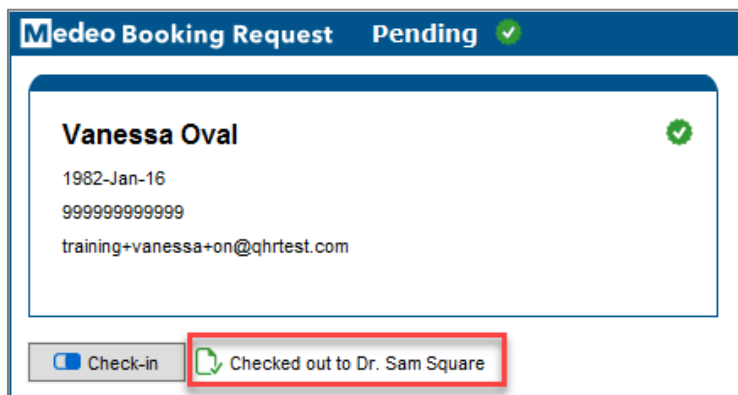 Medeo Booking Request Pending
Vanessa Oval
1982-Jan-16
999999999999
training+vanessa+on@qhrtest.com
Check-in Checked out to Dr. Sam Square